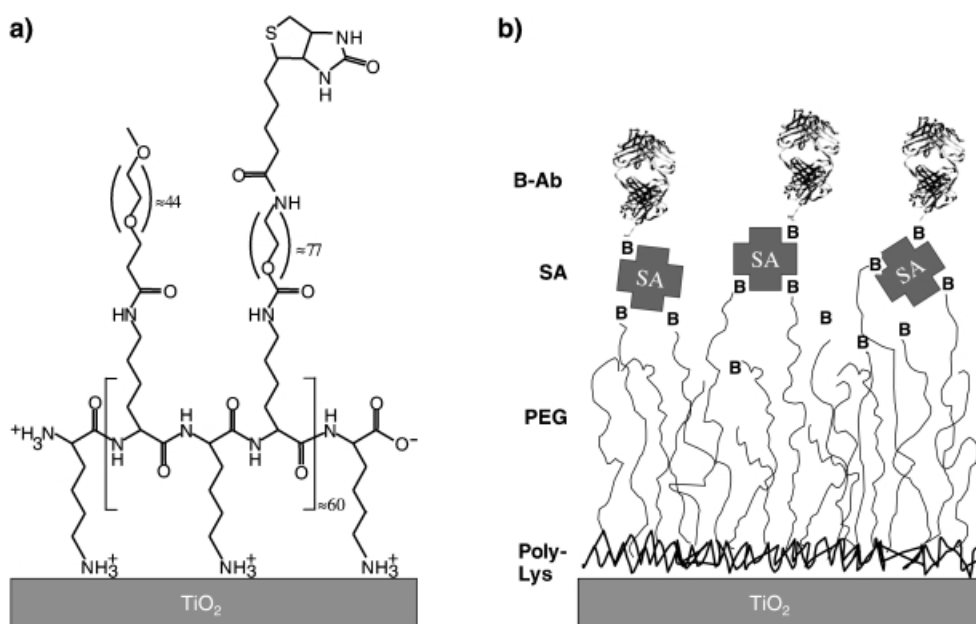 a)
S
NH
O
N
H
O
O
≈44
O
NH
O
≈77
O
O
HN
O
HN
+H3N
O
N
H
O
H
N
O
N
H
O
H
N
O
O-
≈60
NH3+
NH3+
NH3+
TiO2
b)
B-Ab
B
B
B
SA
SA
SA
SA
B
B
B
B
B
B
B
B
B
B
B
PEG
Poly-
Lys
TiO2